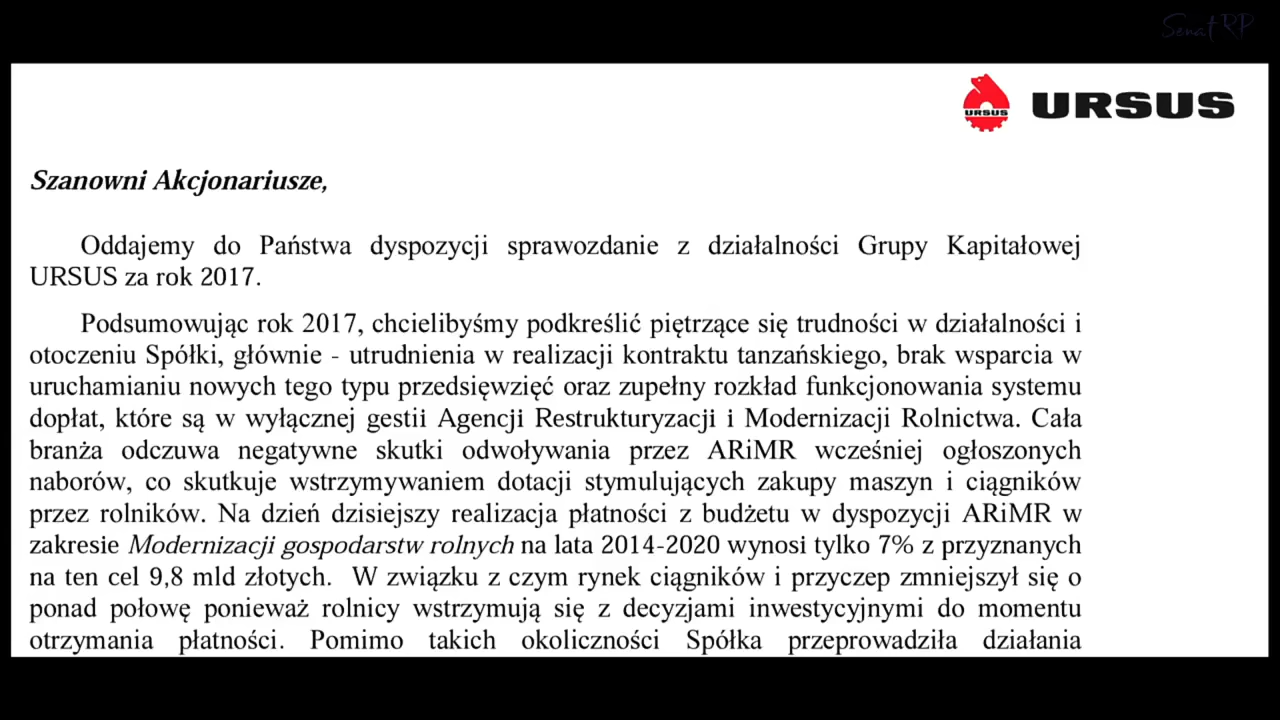 Senat RP
URSUS
URSUS
Szanowni Akcjonariusze,
Oddajemy do Państwa dyspozycji sprawozdanie z działalności Grupy Kapitałowej
URSUS za rok 2017.
Podsumowując rok 2017, chcielibyśmy podkreślić piętrzące się trudności w działalności i
otoczeniu Spółki, głównie - utrudnienia w realizacji kontraktu tanzańskiego, brak wsparcia w
uruchamianiu nowych tego typu przedsięwzięć oraz zupełny rozkład funkcjonowania systemu
dopłat, które są w wyłącznej gestii Agencji Restrukturyzacji i Modernizacji Rolnictwa. Cała
branża odczuwa negatywne skutki odwoływania przez ARiMR wcześniej ogłoszonych
naborów, co skutkuje wstrzymywaniem dotacji stymulujących zakupy maszyn i ciągników
przez rolników. Na dzień dzisiejszy realizacja płatności z budżetu w dyspozycji ARiMR w
zakresie Modernizacji gospodarstw rolnych na lata 2014-2020 wynosi tylko 7% z przyznanych
na ten cel 9,8 mld złotych. W związku z czym rynek ciągników i przyczep zmniejszył się o
ponad połowę ponieważ rolnicy wstrzymują się z decyzjami inwestycyjnymi do momentu
otrzymania płatności. Pomimo takich okoliczności Spółka przeprowadziła działania